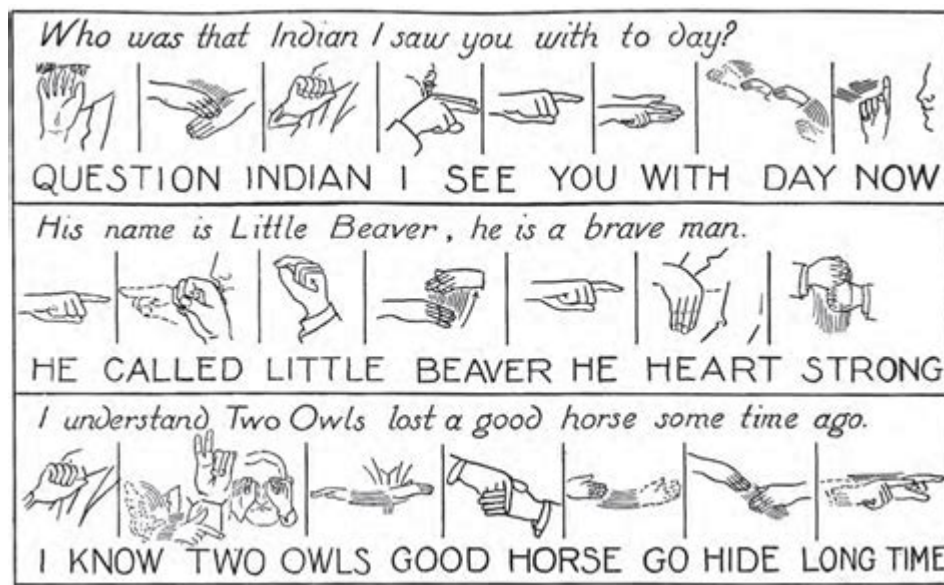 Who was that Indian I saw you with to day?
QUESTION INDIAN I SEE YOU WITH DAY NOW
His name is Little Beaver, he is a brave man.
HE CALLED LITTLE BEAVER HE HEART STRONG
I understand Two Owls lost a good horse some time ago.
I KNOW TWO OWLS GOOD HORSE GO HIDE LONG TIME